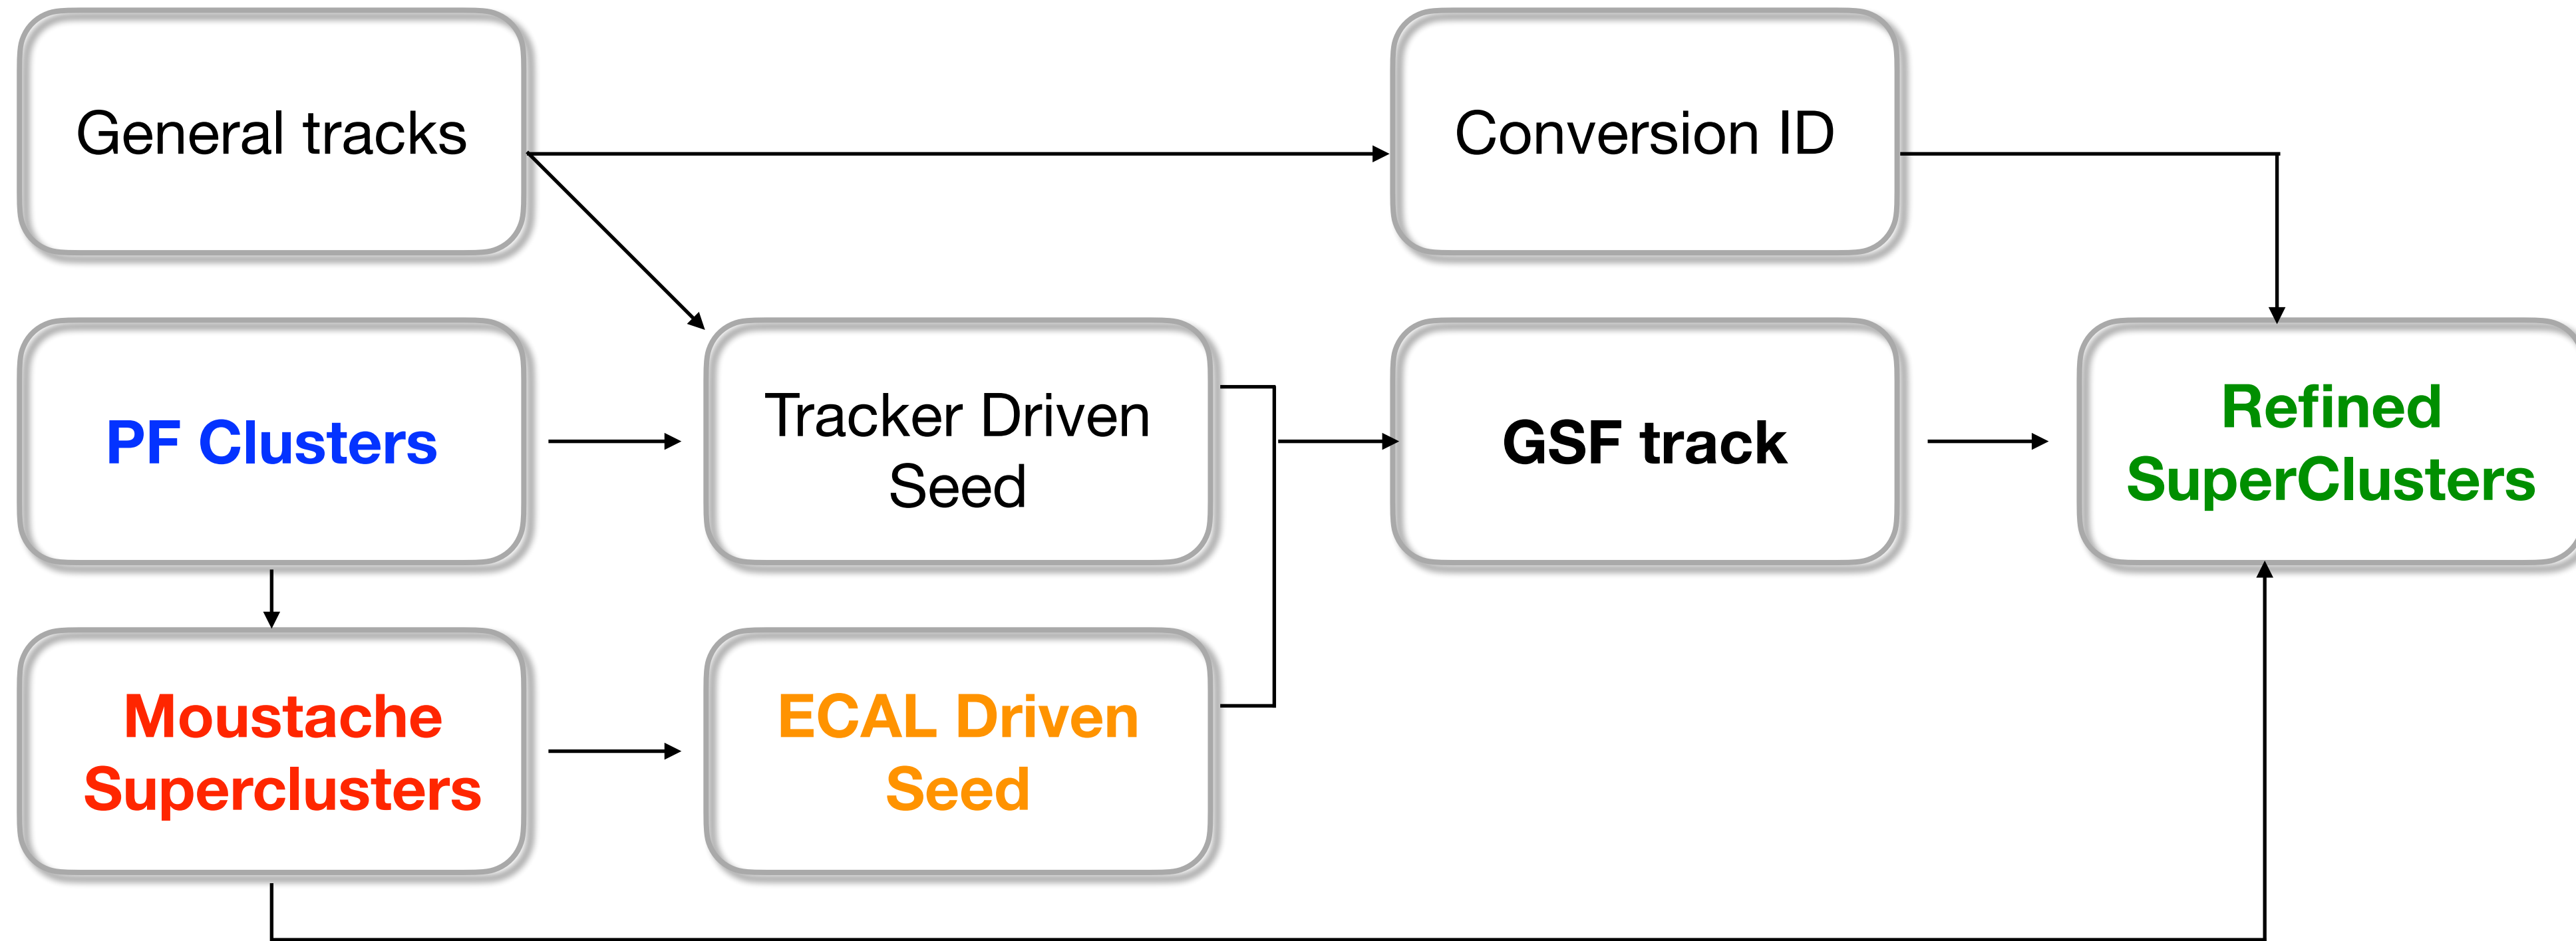 General tracks
Conversion ID
PF Clusters
Tracker Driven
Seed
GSF track
Refined
SuperClusters
Moustache
Superclusters
ECAL Driven
Seed